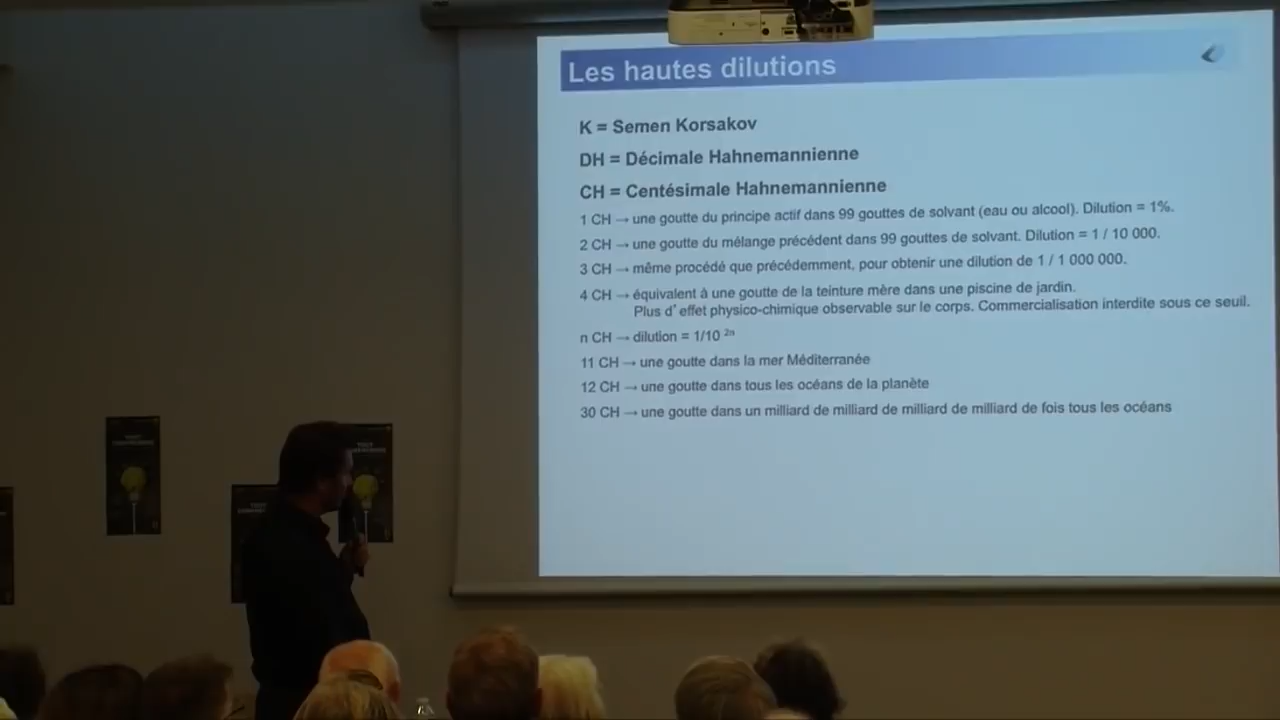 Les hautes dilutions
K = Semen Korsakov
DH = Décimale Hahnemannienne
CH = Centésimale Hahnemannienne
1 CH → une goutte du principe actif dans 99 gouttes de solvant (eau ou alcool). Dilution = 1%.
2 CH → une goutte du mélange précédent dans 99 gouttes de solvant. Dilution = 1 / 10 000.
3 CH → même procédé que précédemment, pour obtenir une dilution de 1 / 1 000 000.
4 CH → équivalent à une goutte de la teinture mère dans une piscine de jardin.
Plus d'effet physico-chimique observable sur le corps. Commercialisation interdite sous ce seuil.
n CH → dilution = 1/10 ²ⁿ
11 CH → une goutte dans la mer Méditerranée
12 CH → une goutte dans tous les océans de la planète
30 CH → une goutte dans un milliard de milliard de milliard de milliard de fois tous les océans